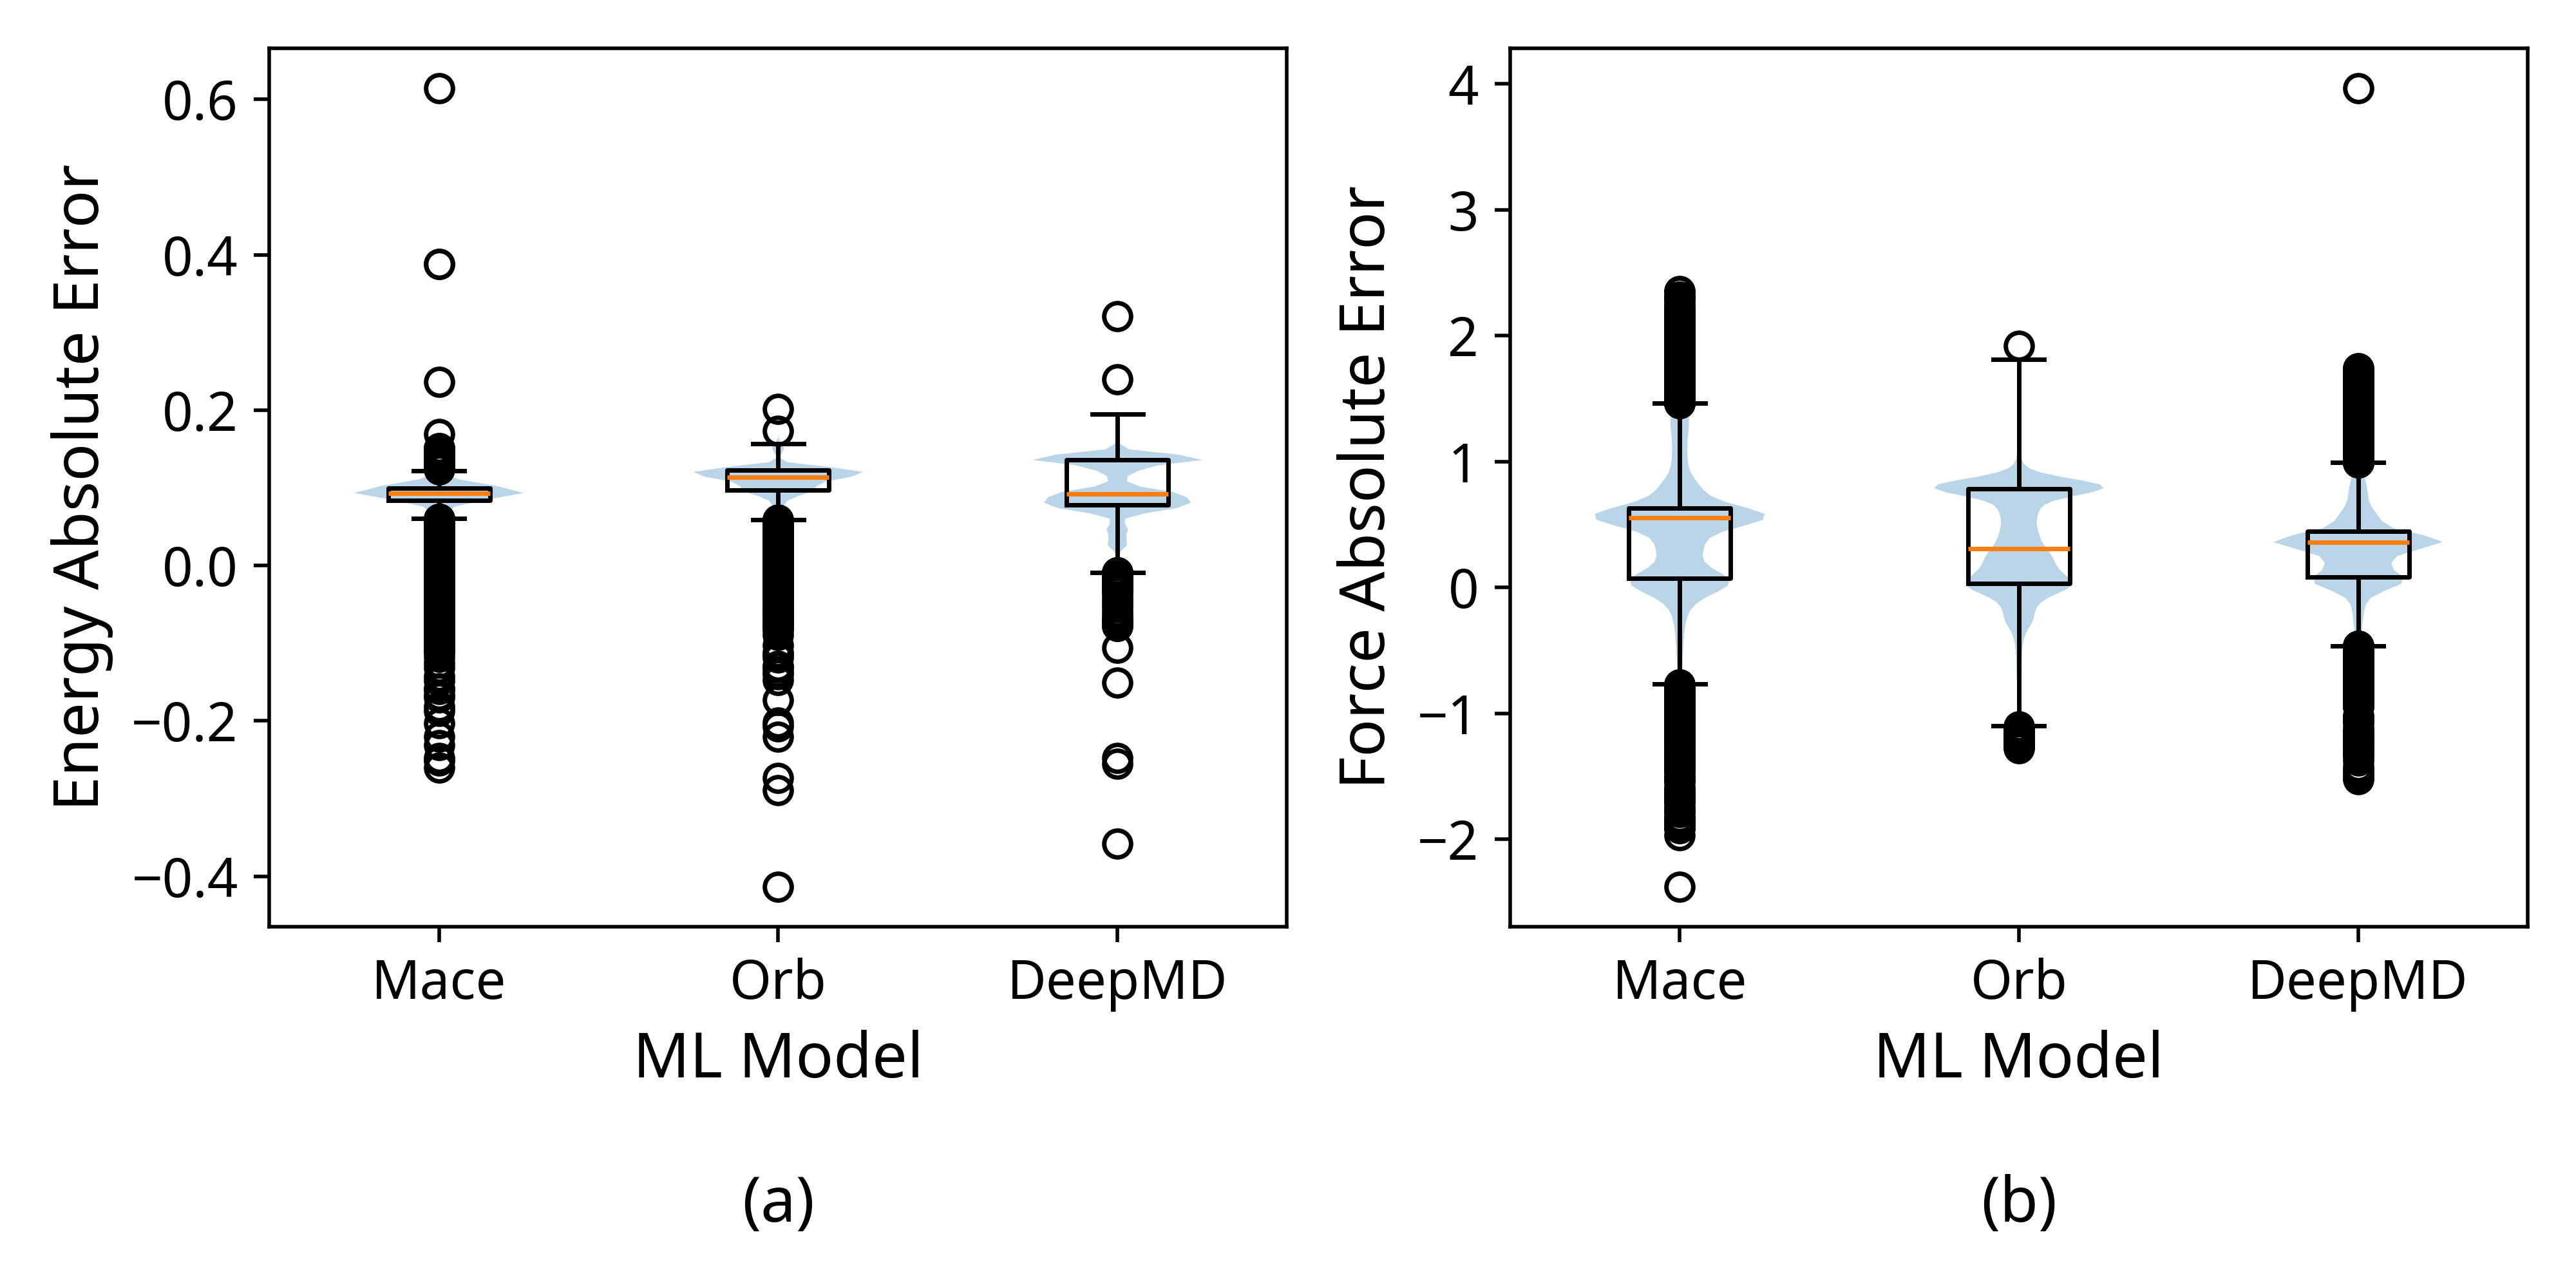 Energy Absolute Error
0.6
0.4
0.2
0.0
−0.2
−0.4
Mace Orb DeepMD
ML Model
(a)
Force Absolute Error
4
3
2
1
0
−1
−2
Mace Orb DeepMD
ML Model
(b)